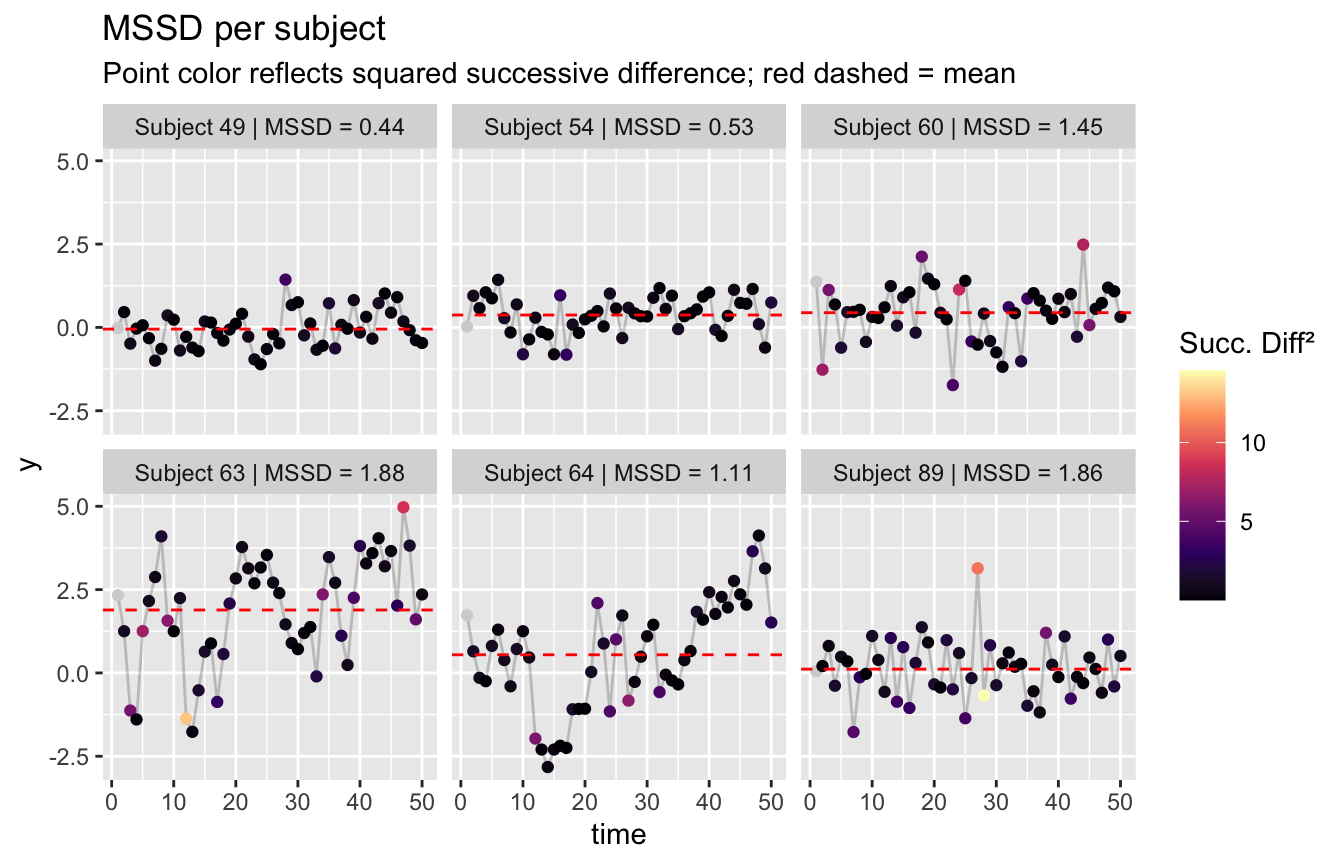 MSSD per subject
Point color reflects squared successive difference; red dashed = mean
Subject 49 | MSSD = 0.44
Subject 54 | MSSD = 0.53
Subject 60 | MSSD = 1.45
5.0
2.5
0.0
-2.5
Subject 63 | MSSD = 1.88
Subject 64 | MSSD = 1.11
Subject 89 | MSSD = 1.86
5.0
2.5
0.0
-2.5
0 10 20 30 40 50
0 10 20 30 40 50
0 10 20 30 40 50
time
y
Succ. Diff²
10
5